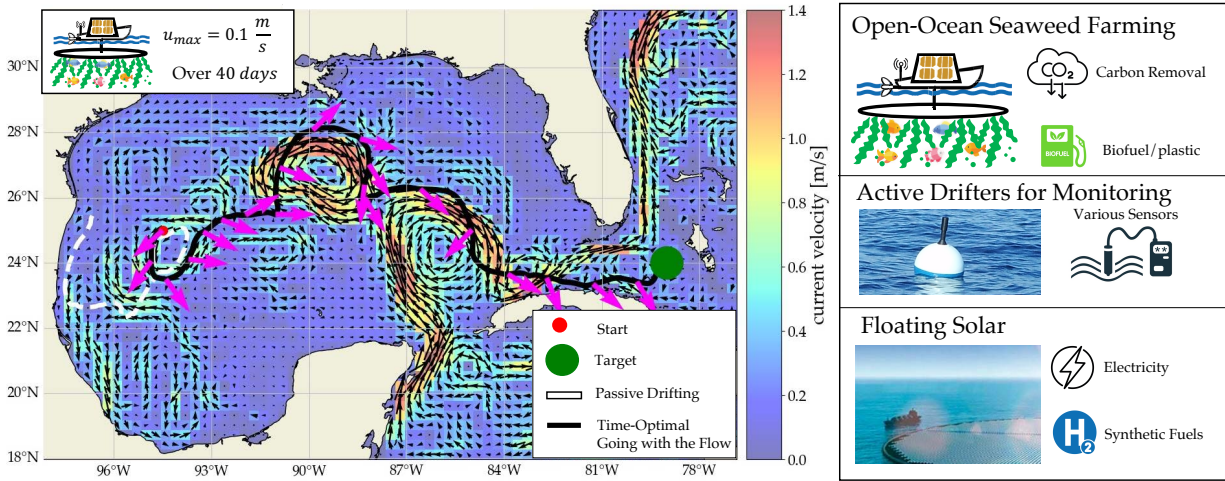 u_max = 0.1 m/s
Over 40 days
30°N
28°N
26°N
24°N
22°N
20°N
18°N
96°W
93°W
90°W
87°W
84°W
81°W
78°W
Start
Target
Passive Drifting
Time-Optimal
Going with the Flow
1.4
1.2
1.0
0.8
0.6
0.4
0.2
0.0
current velocity [m/s]
Open-Ocean Seaweed Farming
CO2
Carbon Removal
BIOFUEL
Biofuel/plastic
Active Drifters for Monitoring
Various Sensors
**
Floating Solar
Electricity
H2
Synthetic Fuels